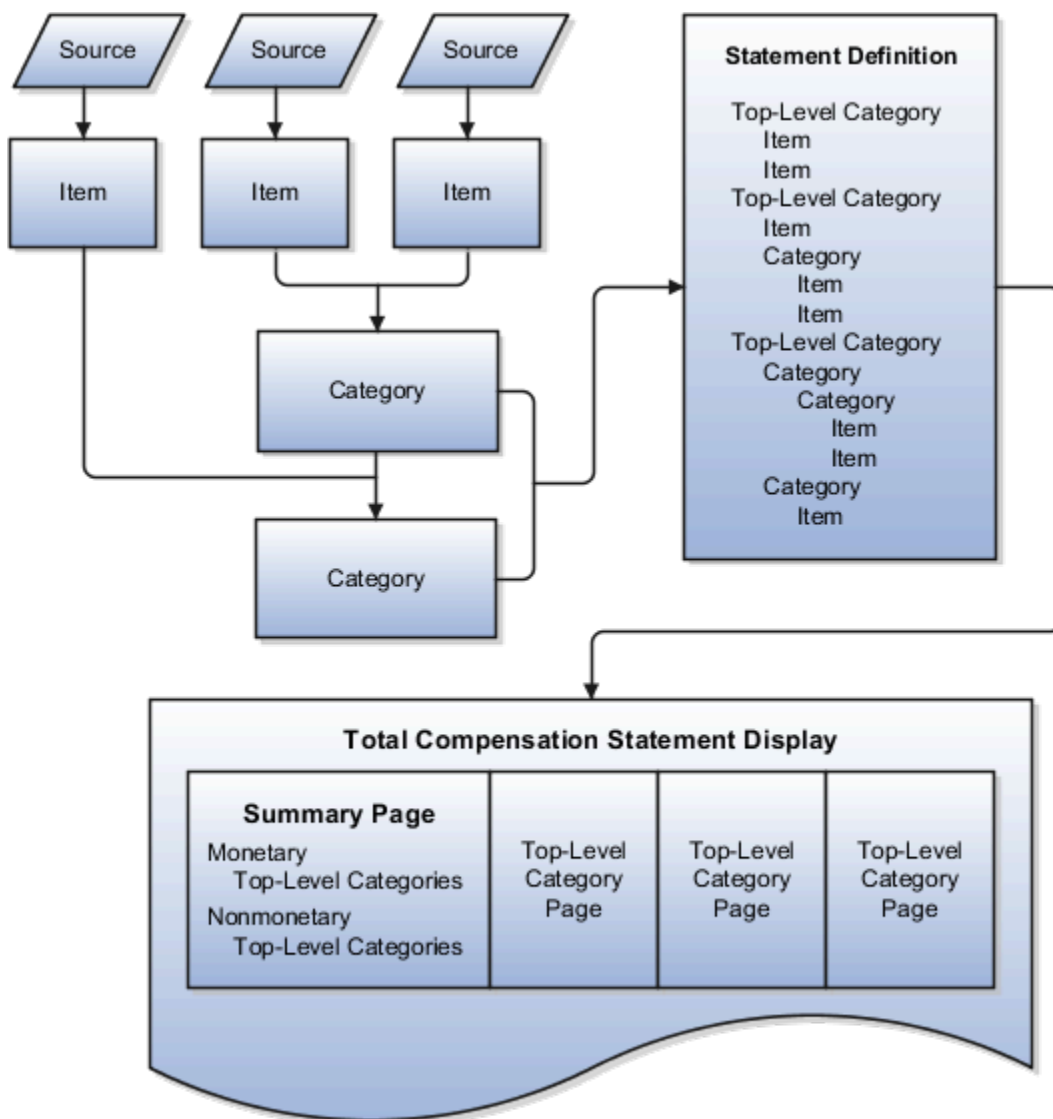 Source
Source
Source
Item
Item
Item
Category
Category
Statement Definition
Top-Level Category
Item
Item
Top-Level Category
Item
Category
Item
Item
Top-Level Category
Category
Category
Item
Item
Category
Item
Total Compensation Statement Display
Summary Page
Monetary
Top-Level Categories
Nonmonetary
Top-Level Categories
Top-Level
Category
Page
Top-Level
Category
Page
Top-Level
Category
Page